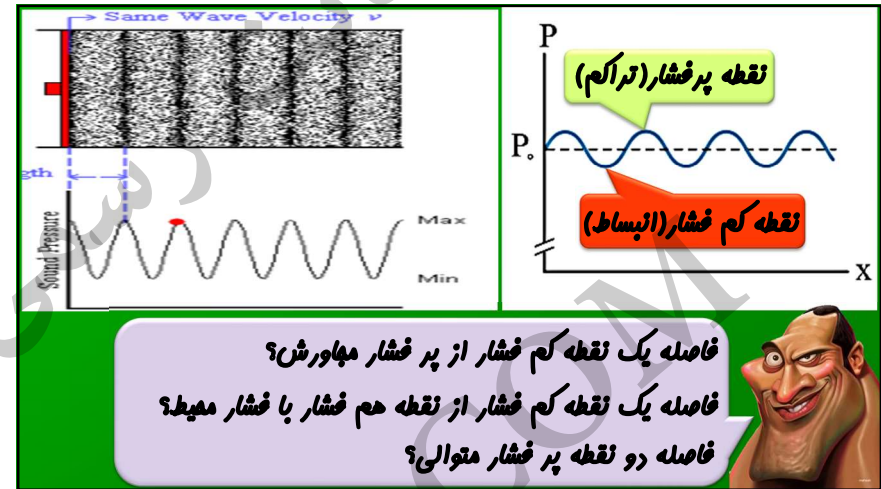 Same Wave Velocity ν
gth
Sound Pressure
Max
Min
P
نقطه پرفشار(تراکم)
P۰
نقطه کم فشار(انبساط)
X
فاصله یک نقطه کم فشار از پر فشار مجاورش؟
فاصله یک نقطه کم فشار از نقطه هم فشار با فشار محیط؟
فاصله دو نقطه پر فشار متوالی؟
COM